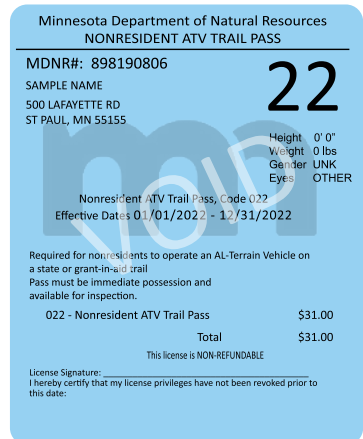 Minnesota Department of Natural Resources
NONRESIDENT ATV TRAIL PASS
MDNR#: 898190806
22
SAMPLE NAME
500 LAFAYETTE RD
ST PAUL, MN 55155
Height 0' 0"
Weight 0 lbs
Gender UNK
Eyes OTHER
mn
VOID
Nonresident ATV Trail Pass, Code 022
Effective Dates 01/01/2022 - 12/31/2022
Required for nonresidents to operate an AL-Terrain Vehicle on
a state or grant-in-aid trail
Pass must be immediate possession and
available for inspection.
022 - Nonresident ATV Trail Pass $31.00
Total $31.00
This license is NON-REFUNDABLE
License Signature:
I hereby certify that my license privileges have not been revoked prior to
this date: